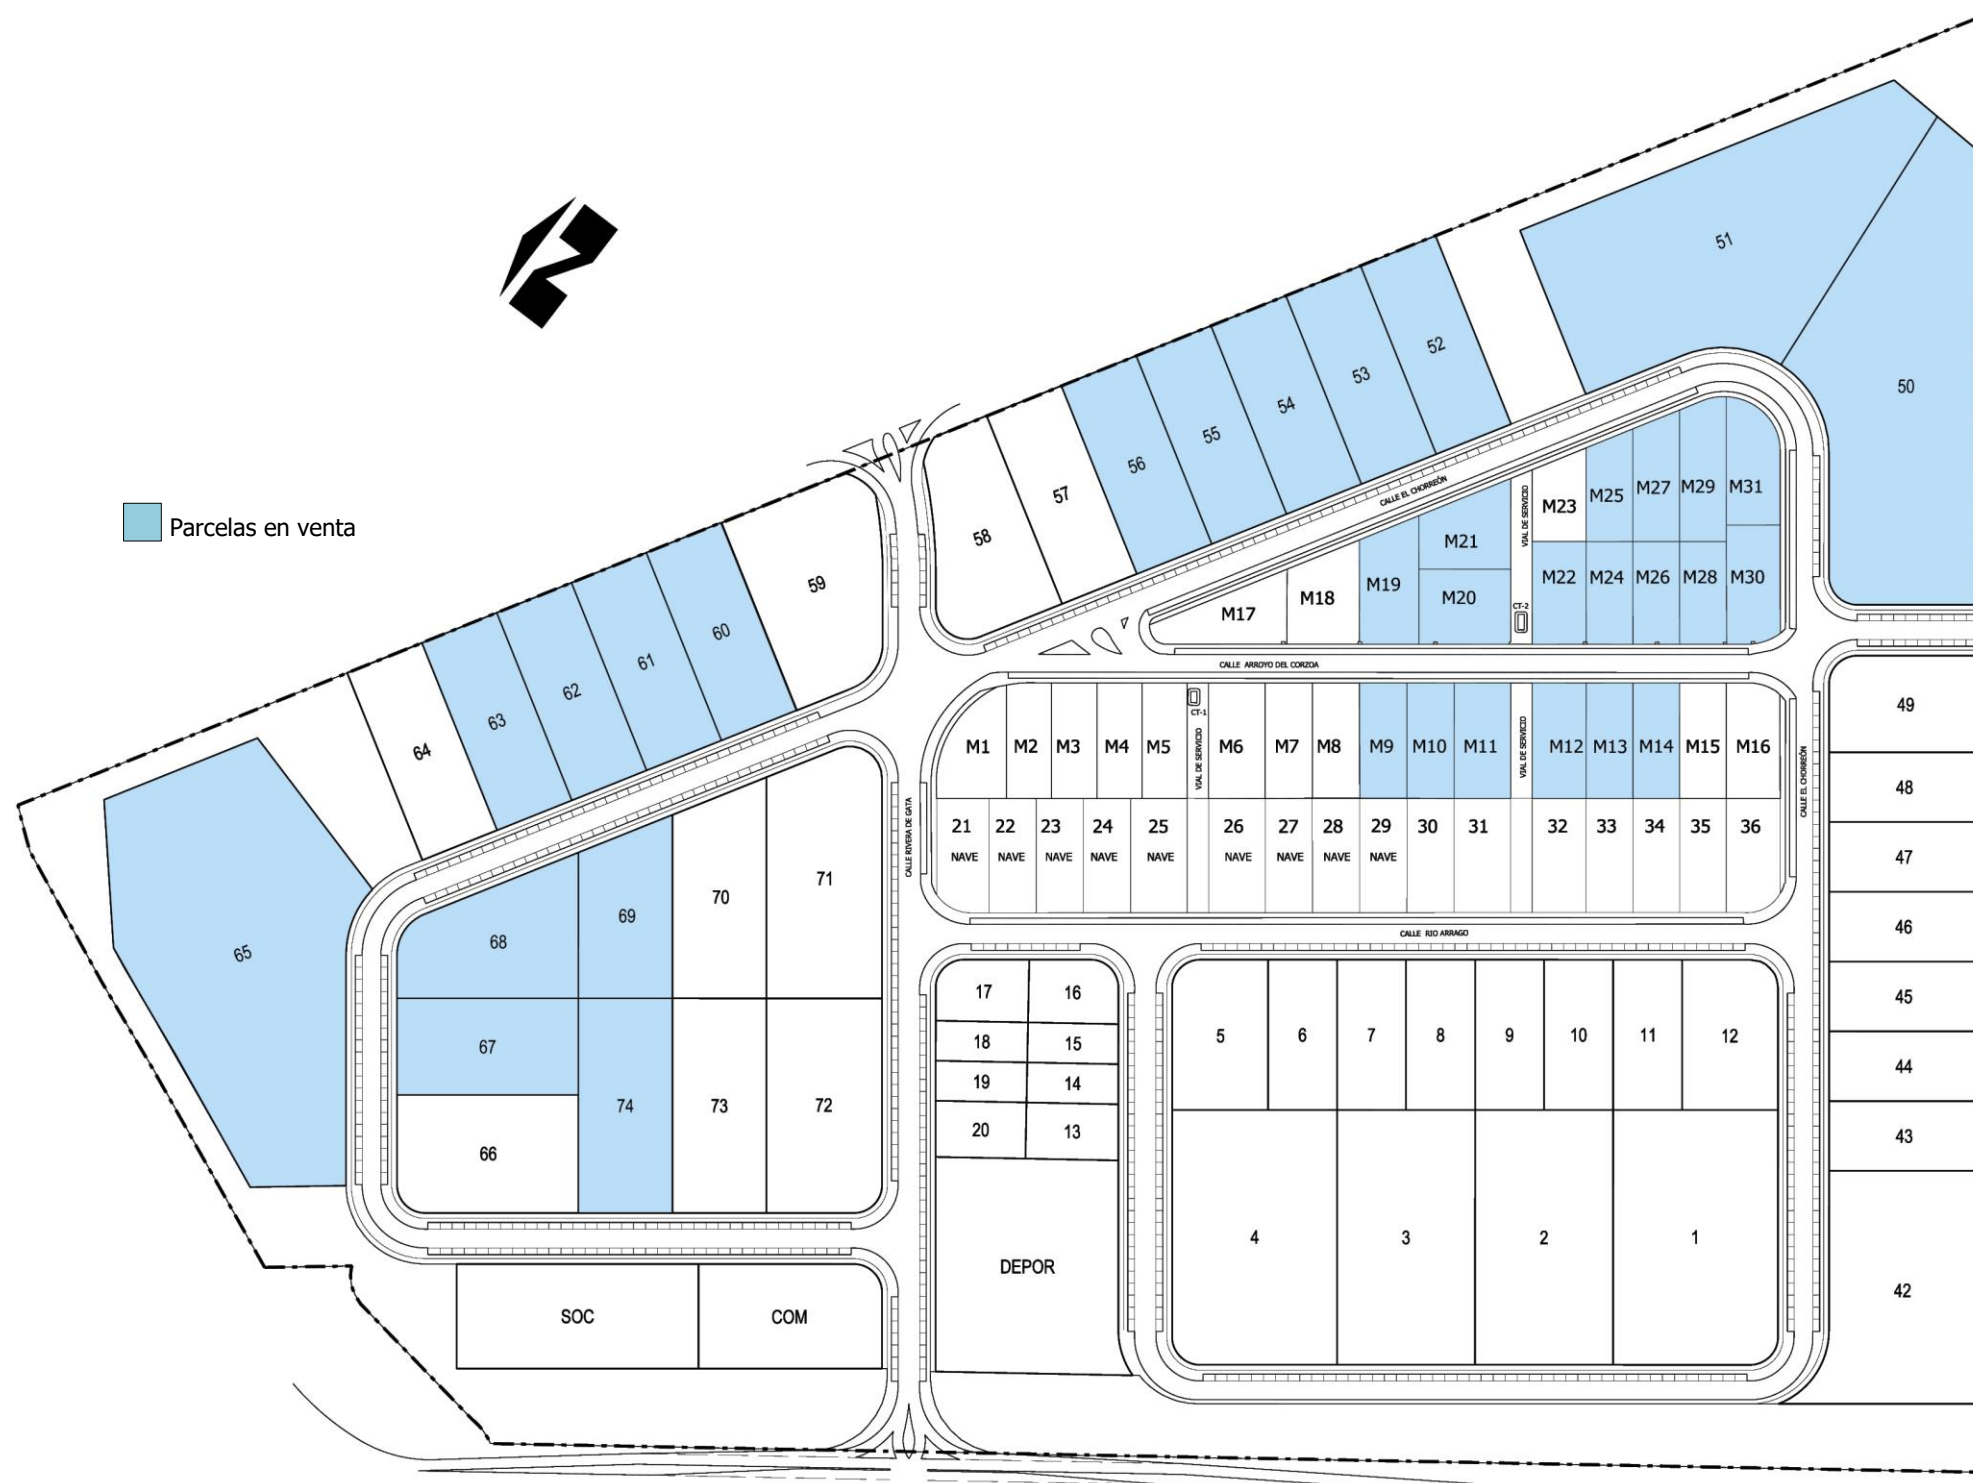 51
50
52
53
54
55
56
57
58
59
60
61
62
63
64
65
Parcelas en venta
CALLE EL CHORREÓN
VIAL DE SERVICIO
M23
M25
M27
M29
M31
M21
M19
M20
M22
M24
M26
M28
M30
M18
M17
CT-2
CALLE ARROYO DEL CORZOA
CT-1
M1
M2
M3
M4
M5
VIAL DE SERVICIO
M6
M7
M8
M9
M10
M11
VIAL DE SERVICIO
M12
M13
M14
M15
M16
CALLE EL CHORREÓN
CALLE RIVERA DE GATA
21
22
23
24
25
26
27
28
29
30
31
32
33
34
35
36
NAVE
NAVE
NAVE
NAVE
NAVE
NAVE
NAVE
NAVE
NAVE
CALLE RIO ARRAGO
49
48
47
46
45
44
43
42
68
69
70
71
67
66
74
73
72
17
16
18
15
19
14
20
13
DEPOR
5
6
7
8
9
10
11
12
4
3
2
1
SOC
COM